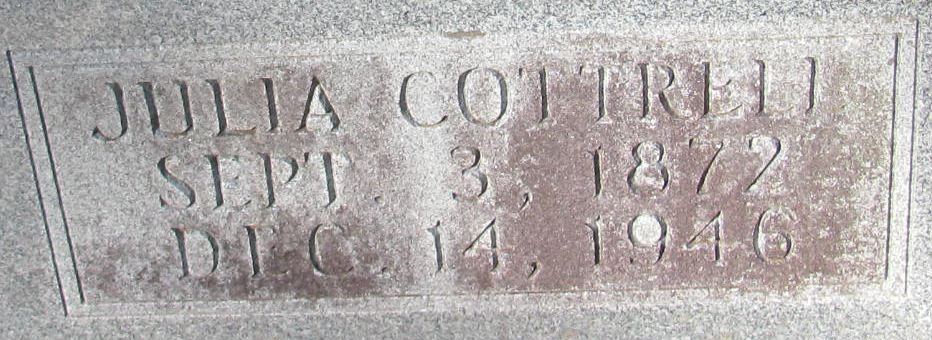 JULIA COTTRELL
SEPT. 3, 1872
DEC. 14, 1946